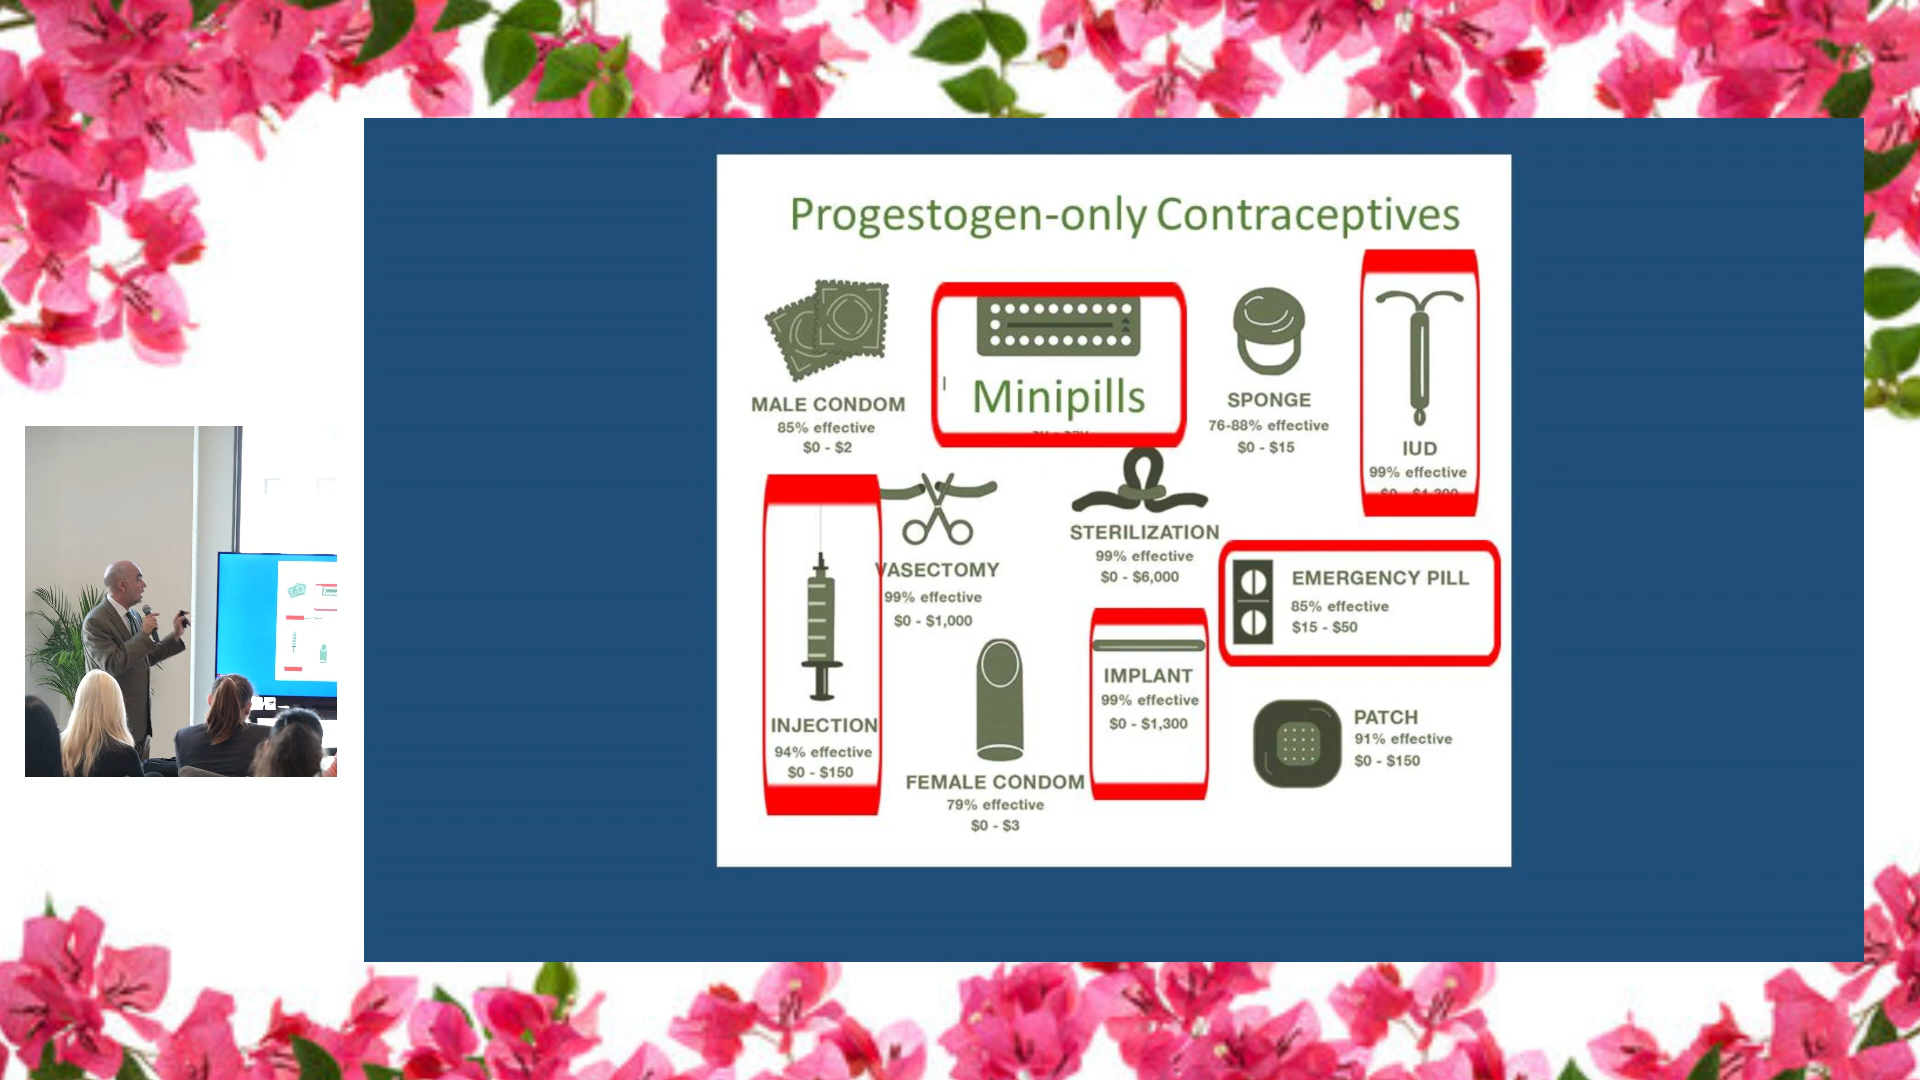 Progestogen-only Contraceptives
MALE CONDOM
85% effective
$0 - $2
Minipills
SPONGE
76-88% effective
$0 - $15
IUD
99% effective
$0 - $1,300
INJECTION
94% effective
$0 - $150
VASECTOMY
99% effective
$0 - $1,000
STERILIZATION
99% effective
$0 - $6,000
EMERGENCY PILL
85% effective
$15 - $50
FEMALE CONDOM
79% effective
$0 - $3
IMPLANT
99% effective
$0 - $1,300
PATCH
91% effective
$0 - $150